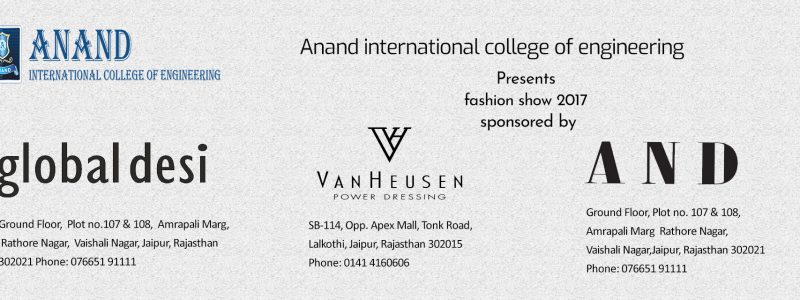 ANAND
INTERNATIONAL COLLEGE OF ENGINEERING
Anand international college of engineering
Presents
fashion show 2017
sponsored by
global desi
Ground Floor, Plot no.107 & 108, Amrapali Marg,
Rathore Nagar, Vaishali Nagar, Jaipur, Rajasthan
302021 Phone: 076651 91111
VH
VAN HEUSEN
POWER DRESSING
SB-114, Opp. Apex Mall, Tonk Road,
Lalkothi, Jaipur, Rajasthan 302015
Phone: 0141 4160606
AND
Ground Floor, Plot no. 107 & 108,
Amrapali Marg Rathore Nagar,
Vaishali Nagar,Jaipur, Rajasthan 302021
Phone: 076651 91111